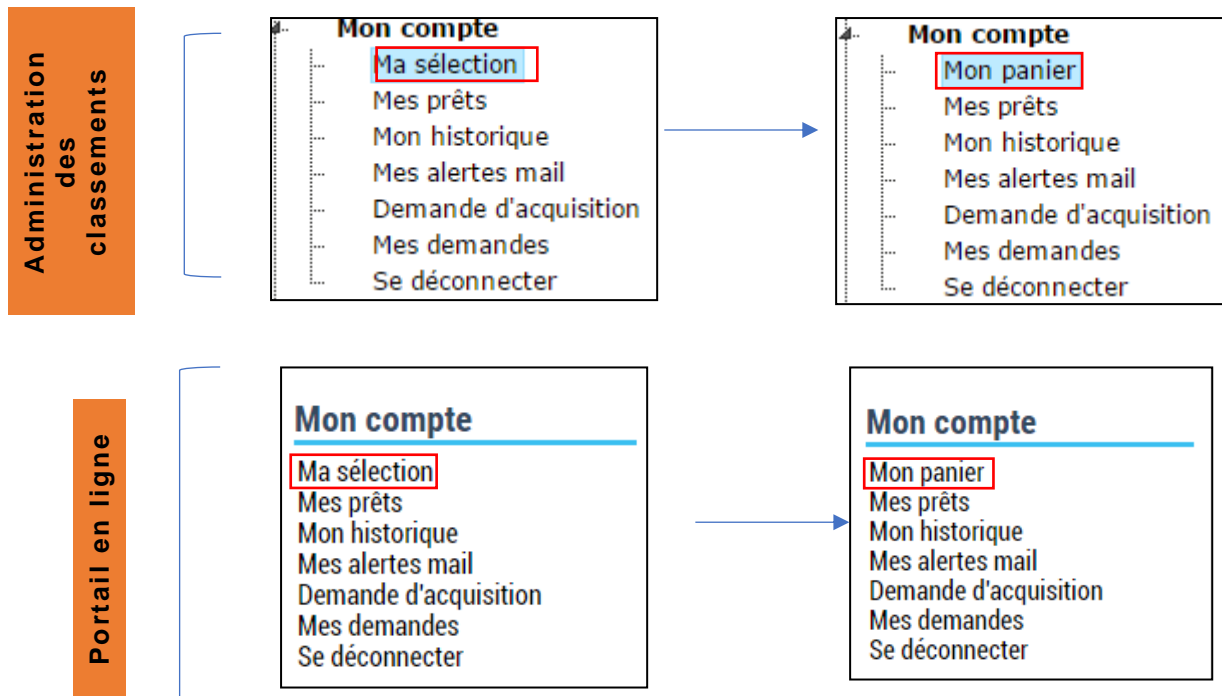 Administration
des
classements
Mon compte
Ma sélection
Mes prêts
Mon historique
Mes alertes mail
Demande d'acquisition
Mes demandes
Se déconnecter
Mon compte
Mon panier
Mes prêts
Mon historique
Mes alertes mail
Demande d'acquisition
Mes demandes
Se déconnecter
Portail en ligne
Mon compte
Ma sélection
Mes prêts
Mon historique
Mes alertes mail
Demande d'acquisition
Mes demandes
Se déconnecter
Mon compte
Mon panier
Mes prêts
Mon historique
Mes alertes mail
Demande d'acquisition
Mes demandes
Se déconnecter